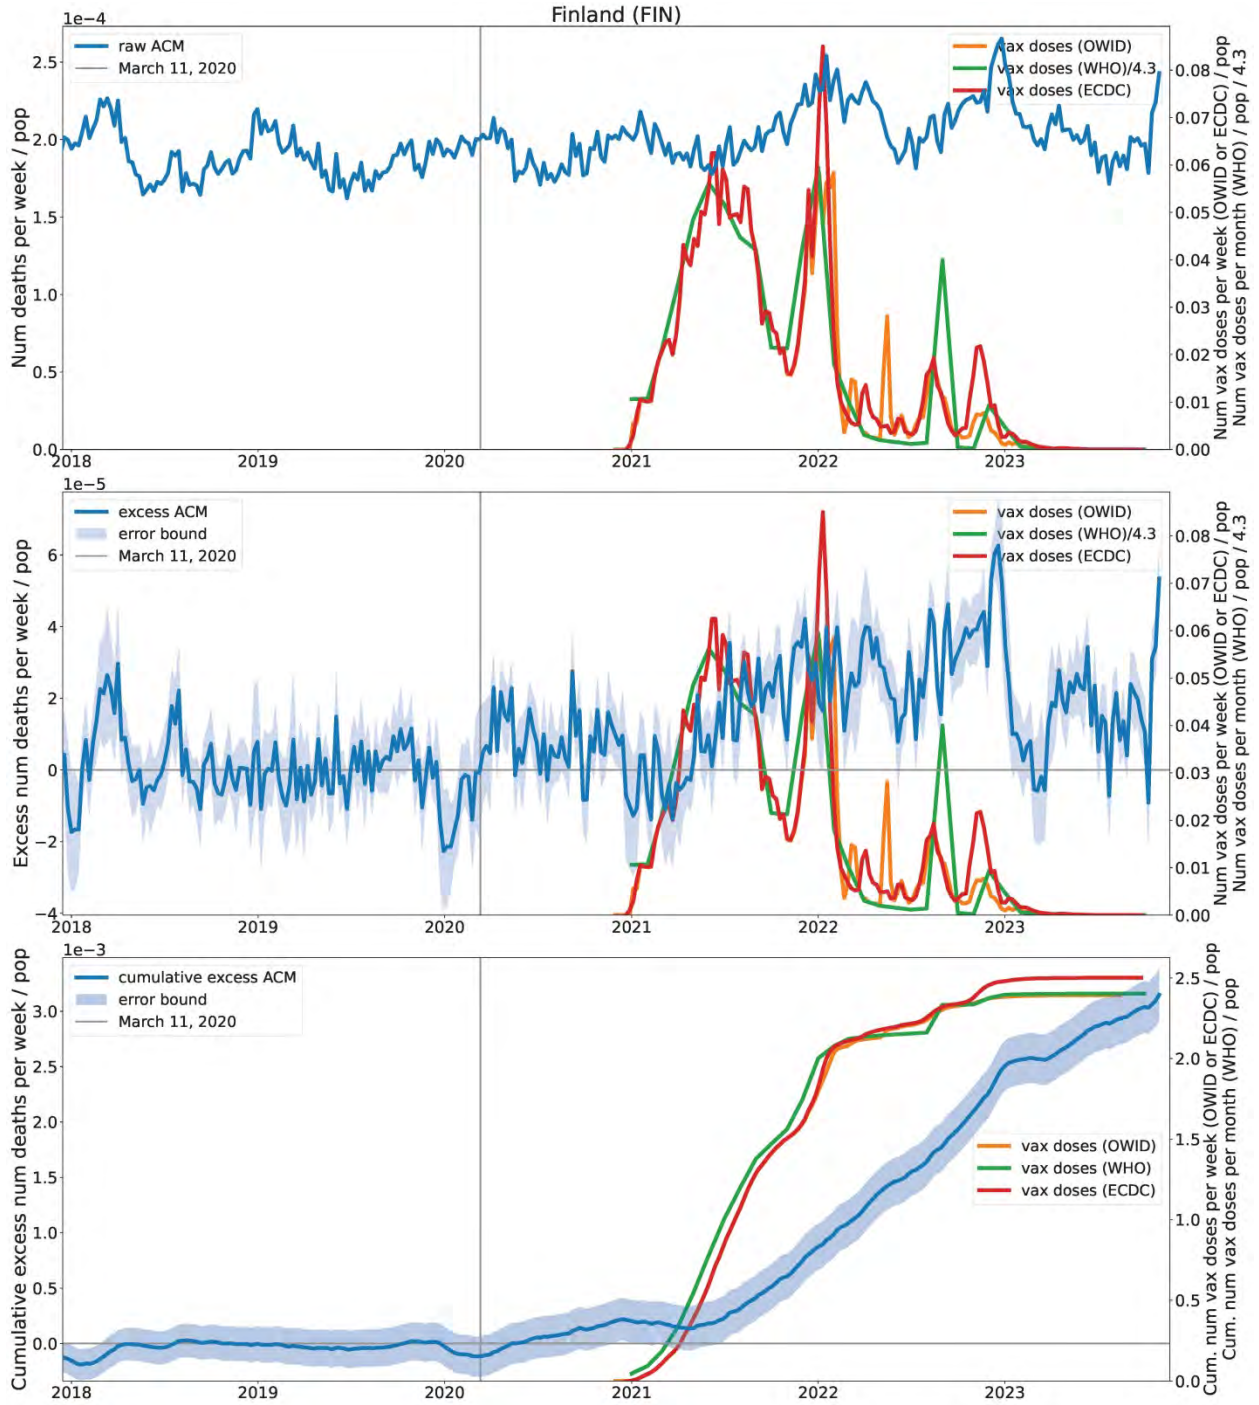 Finland (FIN)
1e−4
raw ACM
March 11, 2020
vax doses (OWID)
vax doses (WHO)/4.3
vax doses (ECDC)
Num deaths per week / pop
2.5
2.0
1.5
1.0
0.5
0.0
0.08
0.07
0.06
0.05
0.04
0.03
0.02
0.01
0.00
Num vax doses per week (OWID or ECDC) / pop
Num vax doses per month (WHO) / pop / 4.3
2018 2019 2020 2021 2022 2023
1e−5
excess ACM
error bound
March 11, 2020
vax doses (OWID)
vax doses (WHO)/4.3
vax doses (ECDC)
Excess num deaths per week / pop
6
4
2
0
−2
−4
0.08
0.07
0.06
0.05
0.04
0.03
0.02
0.01
0.00
Num vax doses per week (OWID or ECDC) / pop
Num vax doses per month (WHO) / pop / 4.3
2018 2019 2020 2021 2022 2023
1e−3
cumulative excess ACM
error bound
March 11, 2020
Cumulative excess num deaths per week / pop
3.0
2.5
2.0
1.5
1.0
0.5
0.0
vax doses (OWID)
vax doses (WHO)
vax doses (ECDC)
2.5
2.0
1.5
1.0
0.5
0.0
Cum. num vax doses per week (OWID or ECDC) / pop
Cum. num vax doses per month (WHO) / pop
2018 2019 2020 2021 2022 2023